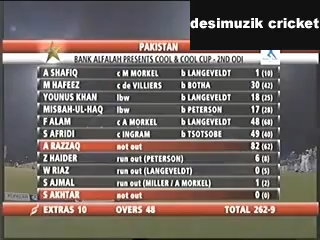 desimuzik cricket
PAKISTAN
BANK ALFALAH PRESENTS COOL & COOL CUP - 2ND ODI
A SHAFIQ c M MORKEL b LANGEVELDT 1 (10)
M HAFEEZ c de VILLIERS b BOTHA 30 (42)
YOUNUS KHAN lbw b LANGEVELDT 18 (25)
MISBAH-UL-HAQ lbw b PETERSON 17 (28)
F ALAM c A MORKEL b LANGEVELDT 48 (68)
S AFRIDI c INGRAM b TSOTSOBE 49 (40)
A RAZZAQ not out 82 (62)
Z HAIDER run out (PETERSON) 6 (8)
W RIAZ run out (LANGEVELDT) 0 (1)
S AJMAL run out (MILLER / A MORKEL) 1 (2)
S AKHTAR not out 0 (0)
EXTRAS 10 OVERS 48 TOTAL 262-9